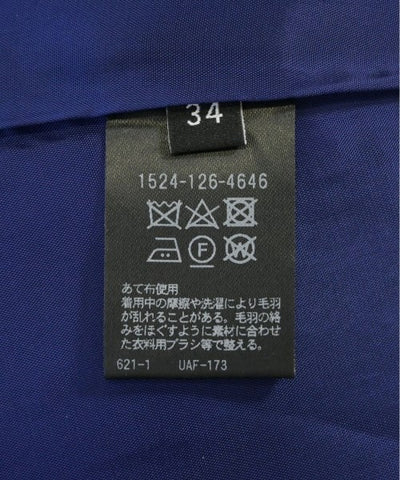 34
1524-126-4646
F
W
あて布使用
着用中の摩擦や洗濯により毛羽
が乱れることがある。毛羽の絡
みをほぐすように素材に合わせ
た衣料用ブラシ等で整える。
621-1 UAF-173